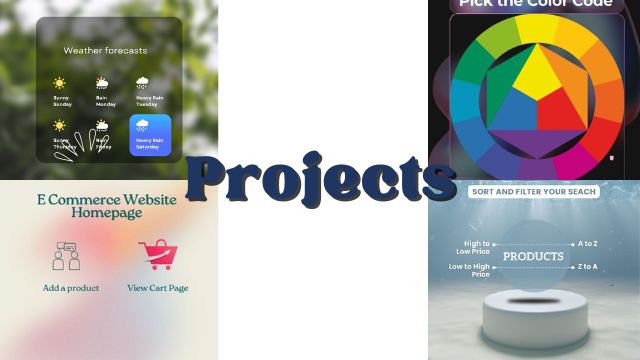 Weather forecasts
Sunny
Sunday
Rain
Monday
Heavy Rain
Tuesday
Sunny
Thursday
Rain
Friday
Heavy Rain
Saturday
Pick the Color Code
Projects
E Commerce Website
Homepage
Add a product
View Cart Page
SORT AND FILTER YOUR SEACH
High to
Low Price
A to Z
PRODUCTS
Low to High
Price
Z to A